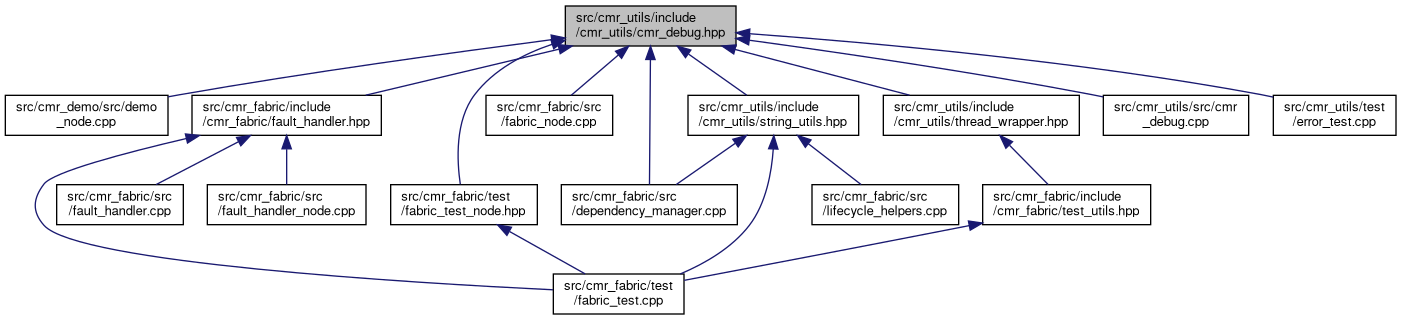 src/cmr_utils/include
/cmr_utils/cmr_debug.hpp
src/cmr_demo/src/demo
_node.cpp
src/cmr_fabric/include
/cmr_fabric/fault_handler.hpp
src/cmr_fabric/src
/fabric_node.cpp
src/cmr_utils/include
/cmr_utils/string_utils.hpp
src/cmr_utils/include
/cmr_utils/thread_wrapper.hpp
src/cmr_utils/src/cmr
_debug.cpp
src/cmr_utils/test
/error_test.cpp
src/cmr_fabric/src
/fault_handler.cpp
src/cmr_fabric/src
/fault_handler_node.cpp
src/cmr_fabric/test
/fabric_test_node.hpp
src/cmr_fabric/src
/dependency_manager.cpp
src/cmr_fabric/src
/lifecycle_helpers.cpp
src/cmr_fabric/include
/cmr_fabric/test_utils.hpp
src/cmr_fabric/test
/fabric_test.cpp